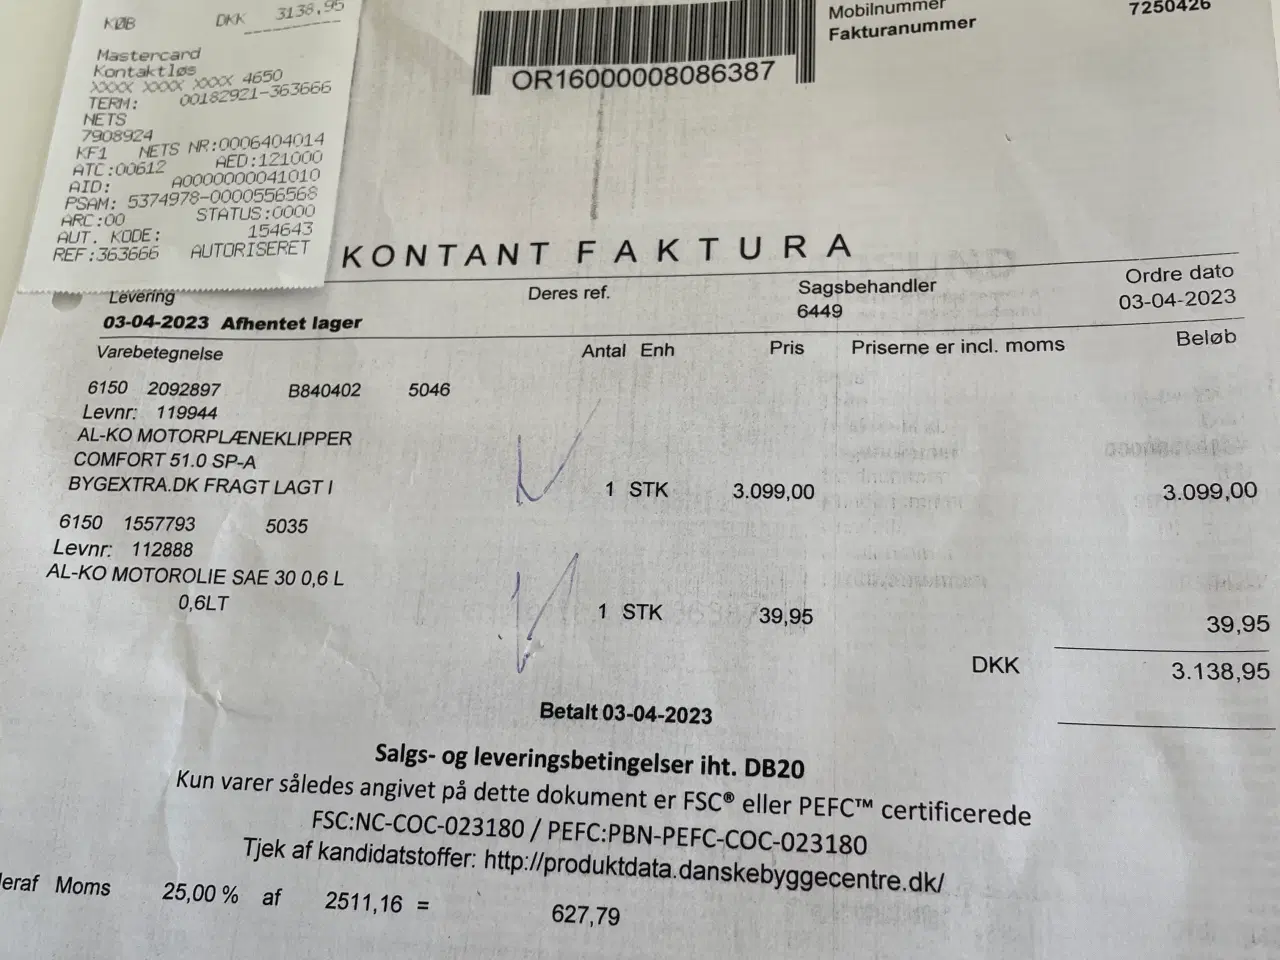 KØB DKK 3138,95
Mastercard
Kontaktløs
XXXX XXXX XXXX 4650
TERM: 00182921-363666
NETS
7908924
KF1 NETS NR:0006404014
ATC:00612 AED:121000
AID: A0000000041010
PSAM: 5374978-0000556568
ARC:00 STATUS:0000
AUT. KODE: 154643
REF:363666 AUTORISERET
OR16000008086387
Mobilnummer
Fakturanummer 7250426
KONTANT FAKTURA
Levering Deres ref. Sagsbehandler Ordre dato
03-04-2023 Afhentet lager 6449 03-04-2023
Varebetegnelse Antal Enh Pris Priserne er incl. moms Beløb
6150 2092897 B840402 5046
Levnr: 119944
AL-KO MOTORPLÆNEKLIPPER
COMFORT 51.0 SP-A
BYGEXTRA.DK FRAGT LAGT I 1 STK 3.099,00 3.099,00
6150 1557793 5035
Levnr: 112888
AL-KO MOTOROLIE SAE 30 0,6 L
0,6LT 1 STK 39,95 39,95
DKK 3.138,95
Betalt 03-04-2023
Salgs- og leveringsbetingelser iht. DB20
Kun varer således angivet på dette dokument er FSC® eller PEFC™ certificerede
FSC:NC-COC-023180 / PEFC:PBN-PEFC-COC-023180
Tjek af kandidatstoffer: http://produktdata.danskebyggecentre.dk/
eraf Moms 25,00 % af 2511,16 = 627,79